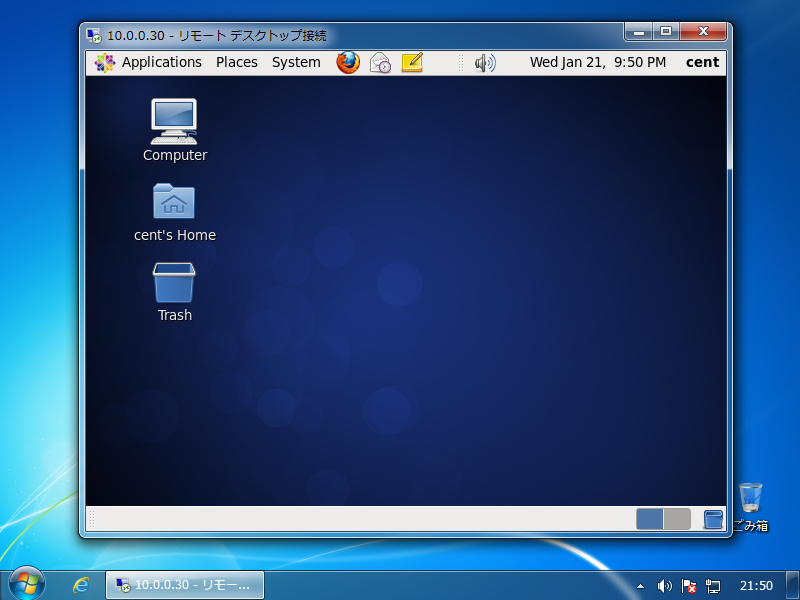 10.0.0.30 - リモート デスクトップ接続
Applications Places System Wed Jan 21, 9:50 PM cent
Computer
cent's Home
Trash
ごみ箱
10.0.0.30 - リモー... 21:50